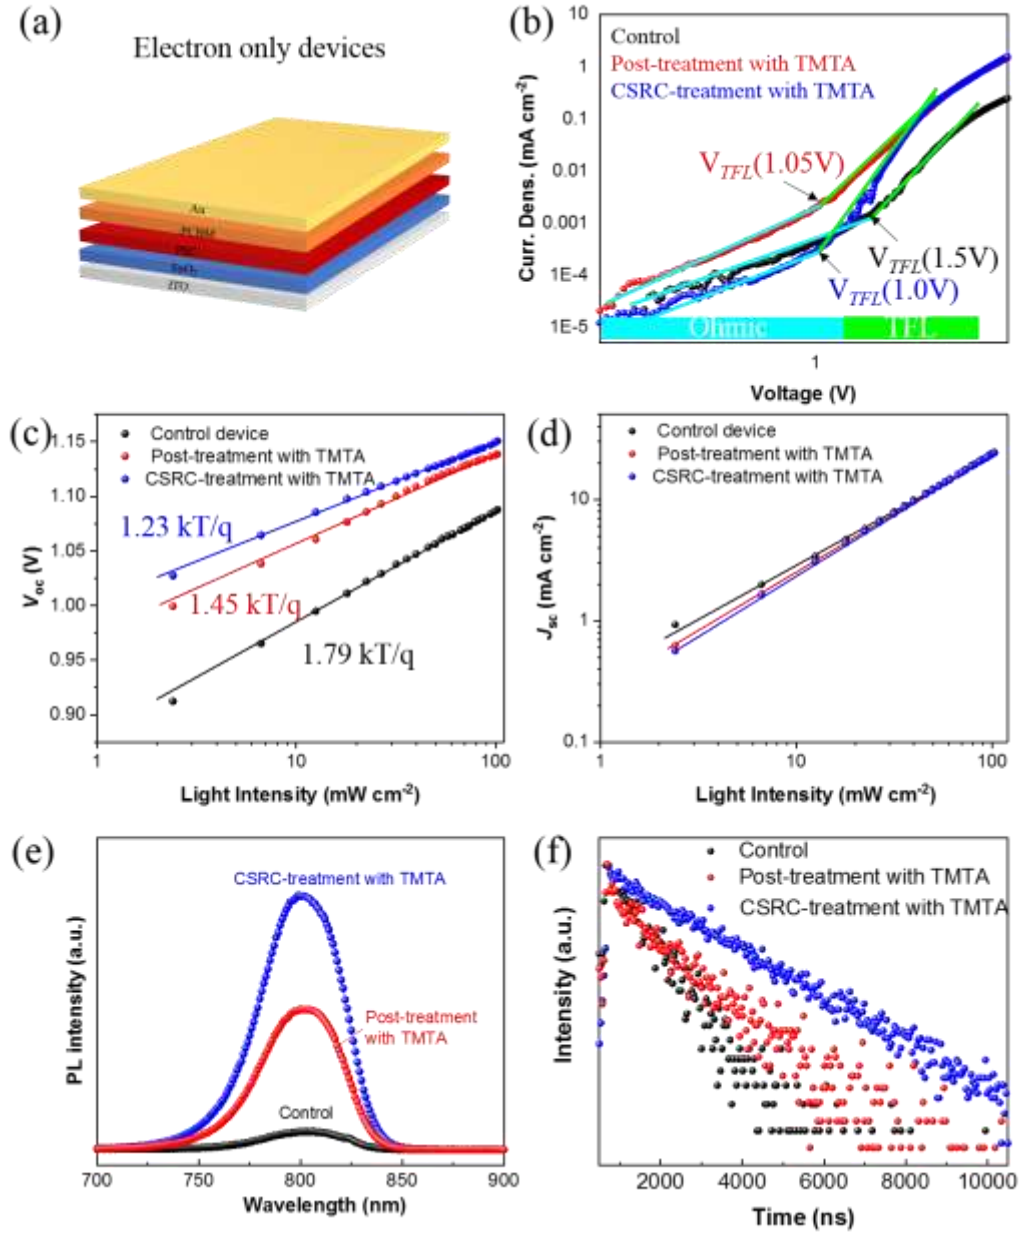 (a)
Electron only devices
Au
PCBM
SnO₂
ITO
(b)
Control
Post-treatment with TMTA
CSRC-treatment with TMTA
Curr. Dens. (mA cm⁻²)
10
1
0.1
0.01
0.001
1E-4
1E-5
V_TFL(1.05V)
V_TFL(1.5V)
V_TFL(1.0V)
Ohmic
TFL
1
Voltage (V)
(c)
Control device
Post-treatment with TMTA
CSRC-treatment with TMTA
1.23 kT/q
1.45 kT/q
1.79 kT/q
V_oc (V)
1.15
1.10
1.05
1.00
0.95
0.90
1
10
100
Light Intensity (mW cm⁻²)
(d)
Control device
Post-treatment with TMTA
CSRC-treatment with TMTA
J_sc (mA cm⁻²)
10
1
0.1
1
10
100
Light Intensity (mW cm⁻²)
(e)
CSRC-treatment with TMTA
Post-treatment
with TMTA
Control
PL intensity (a.u.)
700
750
800
850
900
Wavelength (nm)
(f)
Control
Post-treatment with TMTA
CSRC-treatment with TMTA
Intensity (a.u.)
2000
4000
6000
8000
10000
Time (ns)